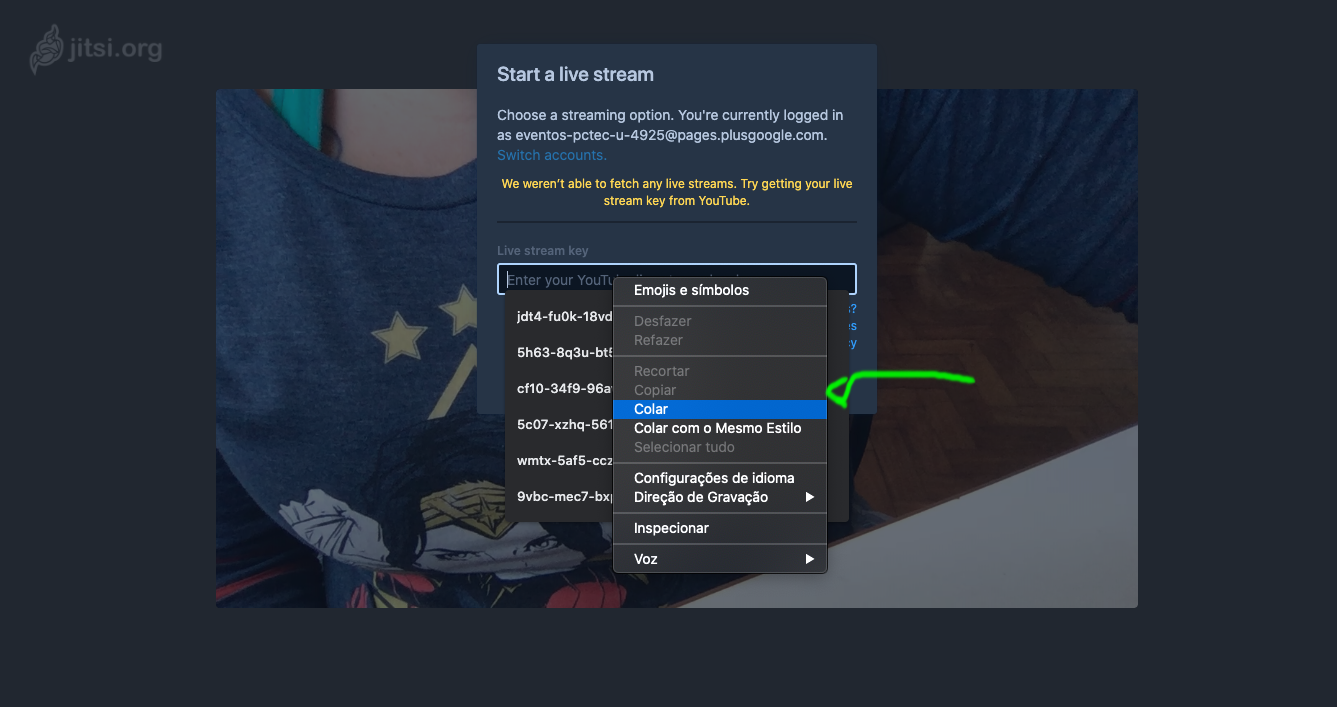 jitsi.org
Start a live stream
Choose a streaming option. You're currently logged in
as eventos-pctec-u-4925@pages.plusgoogle.com.
Switch accounts.
We weren't able to fetch any live streams. Try getting your live
stream key from YouTube.
Live stream key
Enter your
Emojis e símbolos
jdt4-fu0k-18vd
Desfazer
Refazer
5h63-8q3u-bt5
Recortar
cf10-34f9-96a
Copiar
Colar
5c07-xzhq-561
Colar com o Mesmo Estilo
Selecionar tudo
wmtx-5af5-ccz
Configurações de idioma
9vbc-mec7-bxp
Direção de Gravação
Inspecionar
Voz